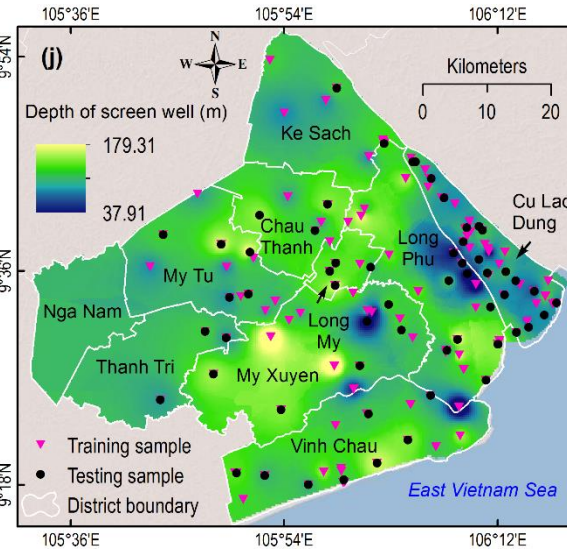 105°36'E 105°54'E 106°12'E
(j)
N
W E
S
Kilometers
0 10 20
9°54'N
Depth of screen well (m)
179.31
37.91
Ke Sach
Cu Lao
Dung
Chau
Thanh
Long
Phu
My Tu
9°36'N
Nga Nam
Long
My
Thanh Tri
My Xuyen
Vinh Chau
Training sample
Testing sample
District boundary
East Vietnam Sea
9°18'N
105°36'E 105°54'E 106°12'E